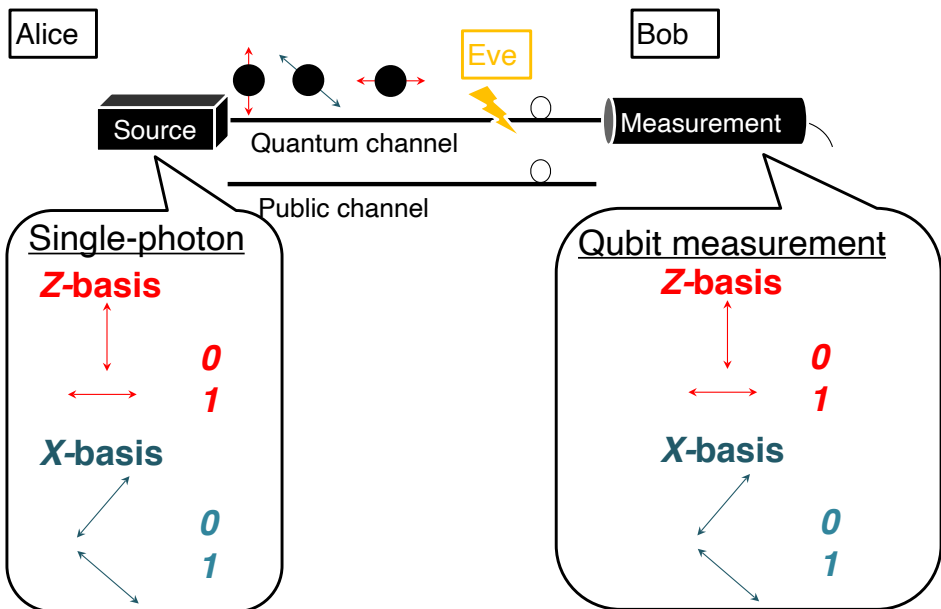 Alice
Eve
Bob
Source
Quantum channel
Measurement
Public channel
Single-photon
Z-basis
0
1
X-basis
0
1
Qubit measurement
Z-basis
0
1
X-basis
0
1